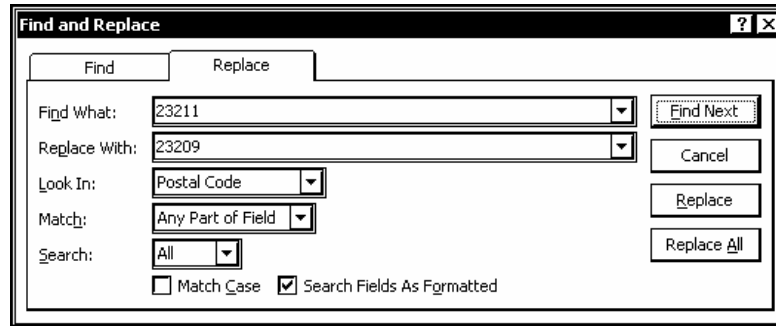 Find and Replace ? X
Find Replace
Find What: 23211 Find Next
Replace With: 23209 Cancel
Look In: Postal Code
Match: Any Part of Field Replace
Search: All Replace All
Match Case Search Fields As Formatted